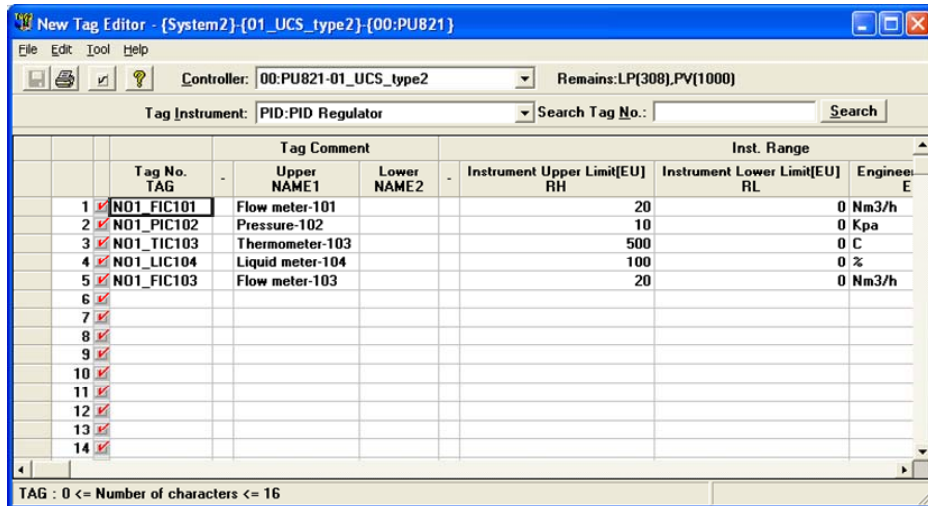 New Tag Editor - {System2}-{01_UCS_type2}-{00:PU821}
File Edit Tool Help
Controller: 00:PU821-01_UCS_type2 Remains:LP(308),PV(1000)
Tag Instrument: PID:PID Regulator Search Tag No.: Search
Tag Comment Inst. Range
Tag No. - Upper Lower - Instrument Upper Limit[EU] Instrument Lower Limit[EU]
TAG NAME1 NAME2 RH RL E
1 NO1_FIC101 Flow meter-101 20 0 Nm3/h
2 NO1_PIC102 Pressure-102 10 0 Kpa
3 NO1_TIC103 Thermometer-103 500 0 C
4 NO1_LIC104 Liquid meter-104 100 0 %
5 NO1_FIC103 Flow meter-103 20 0 Nm3/h
6
7
8
9
10
11
12
13
14
TAG : 0 <= Number of characters <= 16